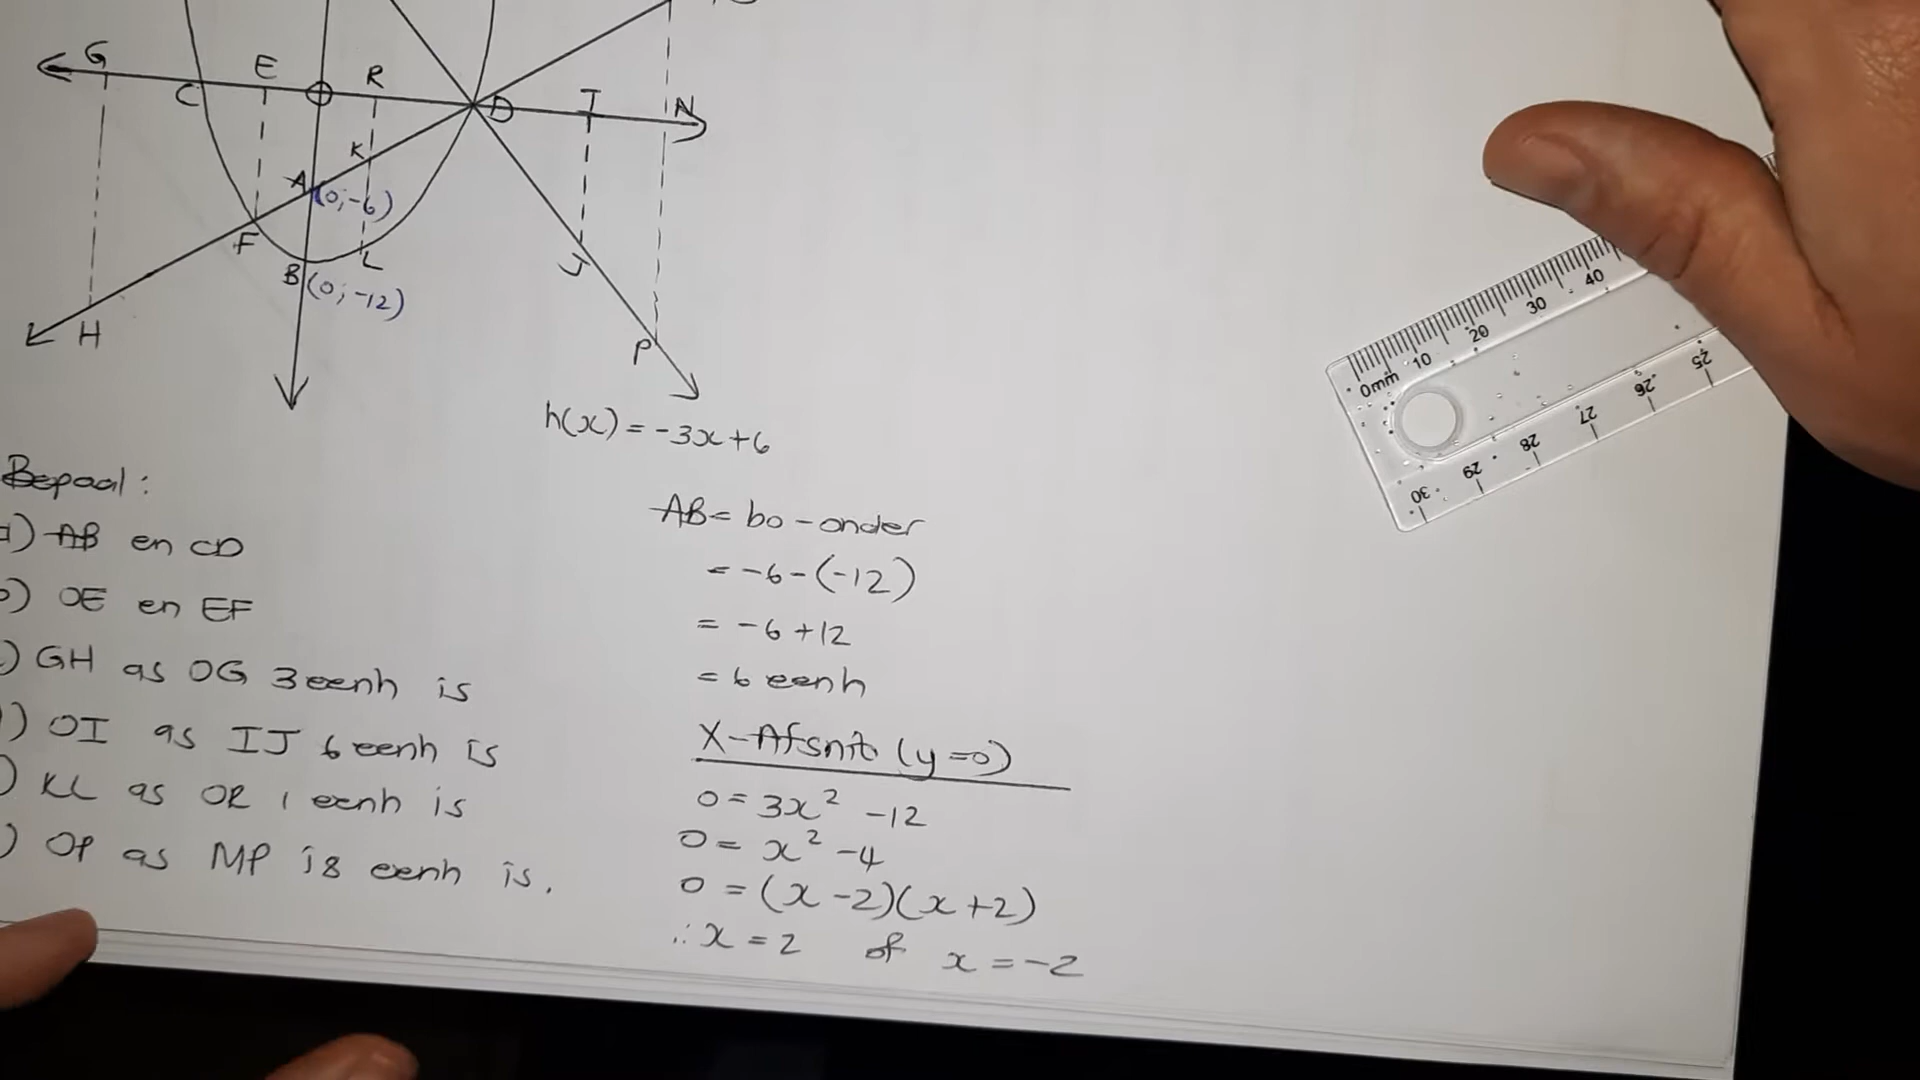 G
E
R
C
D
I
N
K
A
(0;-6)
F
L
B
(0;-12)
J
H
P
h(x) = -3x+6
Bepaal:
AB en CD
) OE en EF
) GH as OG 3 eenh is
) OI as IJ 6 eenh is
) KL as OR 1 eenh is
) OP as MP 18 eenh is.
AB = bo - onder
= -6-(-12)
= -6+12
= 6 eenh
X-Afsnit (y=0)
0 = 3x² -12
0 = x² -4
0 = (x-2)(x+2)
∴ x = 2 of x = -2
0mm 10 20 30 40
30 29 28 27 26 25